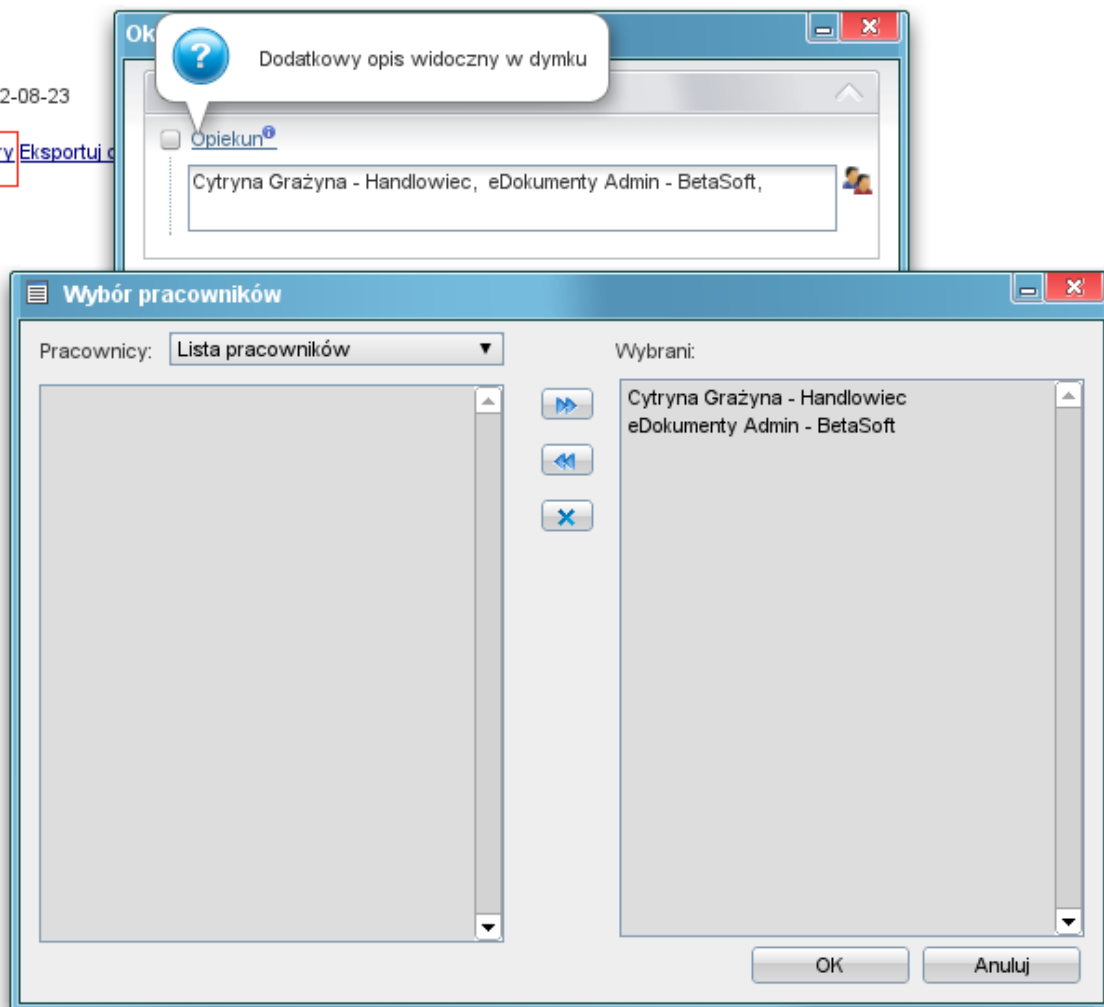 Ok
Dodatkowy opis widoczny w dymku
2-08-23
ry Eksportuj
Opiekun
Cytryna Grażyna - Handlowiec, eDokumenty Admin - BetaSoft,
Wybór pracowników
Pracownicy: Lista pracowników
Wybrani:
Cytryna Grażyna - Handlowiec
eDokumenty Admin - BetaSoft
OK
Anuluj